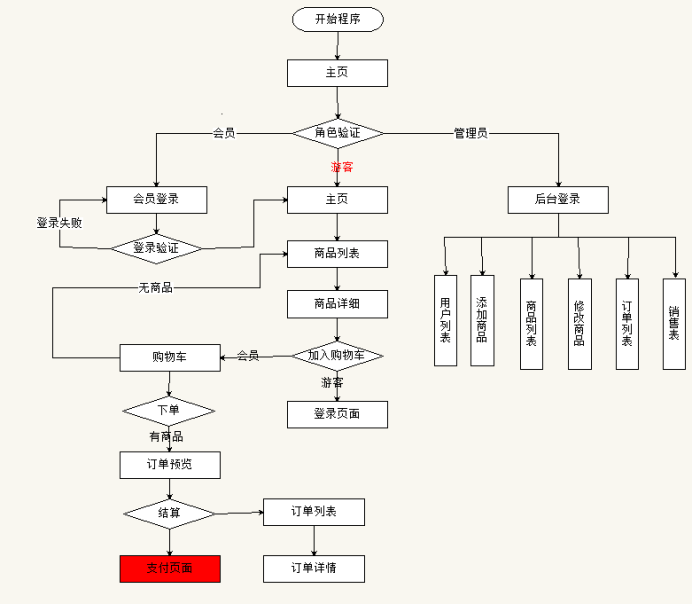 开始程序
主页
角色验证
会员
管理员
游客
会员登录
主页
后台登录
登录失败
登录验证
商品列表
无商品
商品详细
用户列表
添加商品
商品列表
修改商品
订单列表
销售表
购物车
会员
加入购物车
游客
下单
登录页面
有商品
订单预览
结算
订单列表
支付页面
订单详情